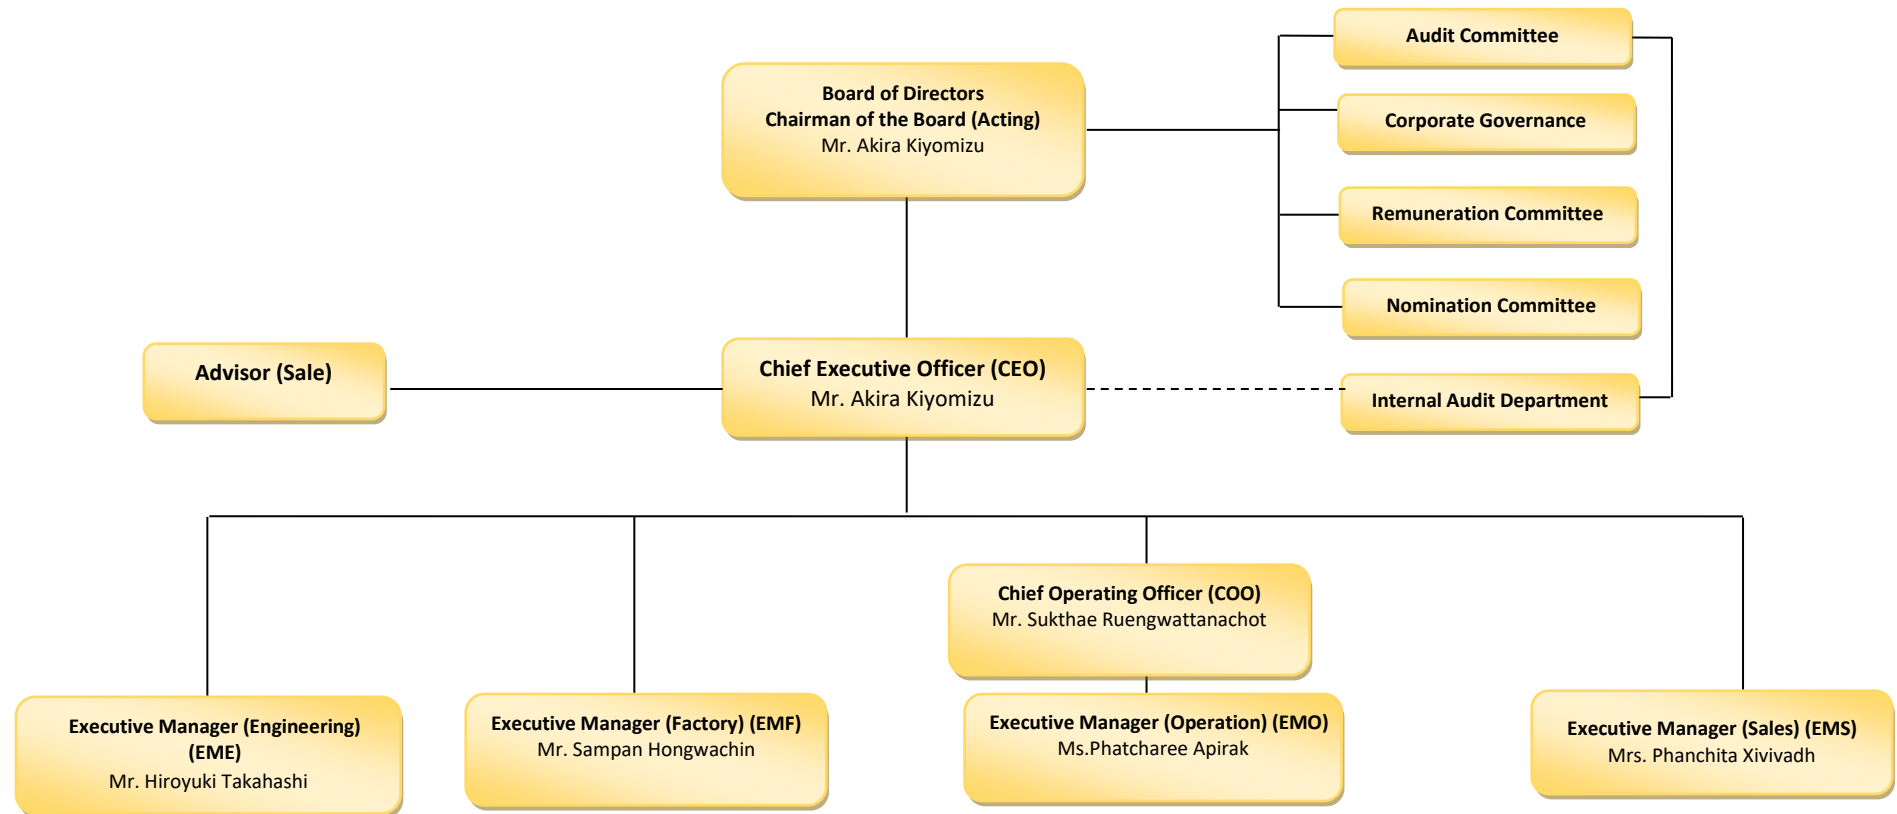 Audit Committee
Board of Directors
Chairman of the Board (Acting)
Mr. Akira Kiyomizu
Corporate Governance
Remuneration Committee
Nomination Committee
Advisor (Sale)
Chief Executive Officer (CEO)
Mr. Akira Kiyomizu
Internal Audit Department
Chief Operating Officer (COO)
Mr. Sukthae Ruengwattanachot
Executive Manager (Engineering)
(EME)
Mr. Hiroyuki Takahashi
Executive Manager (Factory) (EMF)
Mr. Sampan Hongwachin
Executive Manager (Operation) (EMO)
Ms.Phatcharee Apirak
Executive Manager (Sales) (EMS)
Mrs. Phanchita Xivivadh